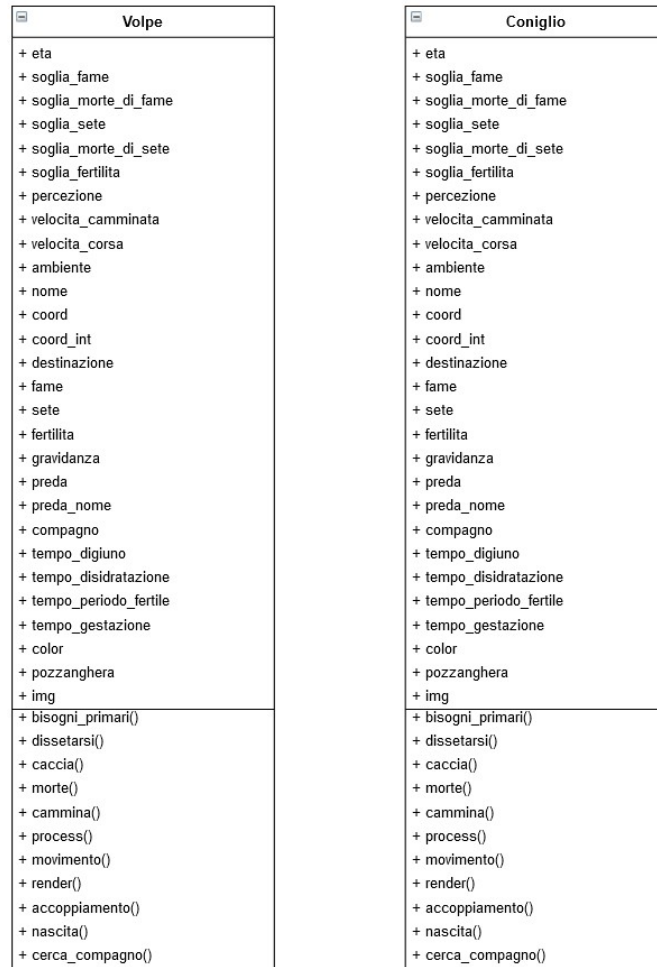 Volpe
+ eta
+ soglia_fame
+ soglia_morte_di_fame
+ soglia_sete
+ soglia_morte_di_sete
+ soglia_fertilita
+ percezione
+ velocita_camminata
+ velocita_corsa
+ ambiente
+ nome
+ coord
+ coord_int
+ destinazione
+ fame
+ sete
+ fertilita
+ gravidanza
+ preda
+ preda_nome
+ compagno
+ tempo_digiuno
+ tempo_disidratazione
+ tempo_periodo_fertile
+ tempo_gestazione
+ color
+ pozzanghera
+ img
+ bisogni_primari()
+ dissetarsi()
+ caccia()
+ morte()
+ cammina()
+ process()
+ movimento()
+ render()
+ accoppiamento()
+ nascita()
+ cerca_compagno()
Coniglio
+ eta
+ soglia_fame
+ soglia_morte_di_fame
+ soglia_sete
+ soglia_morte_di_sete
+ soglia_fertilita
+ percezione
+ velocita_camminata
+ velocita_corsa
+ ambiente
+ nome
+ coord
+ coord_int
+ destinazione
+ fame
+ sete
+ fertilita
+ gravidanza
+ preda
+ preda_nome
+ compagno
+ tempo_digiuno
+ tempo_disidratazione
+ tempo_periodo_fertile
+ tempo_gestazione
+ color
+ pozzanghera
+ img
+ bisogni_primari()
+ dissetarsi()
+ caccia()
+ morte()
+ cammina()
+ process()
+ movimento()
+ render()
+ accoppiamento()
+ nascita()
+ cerca_compagno()